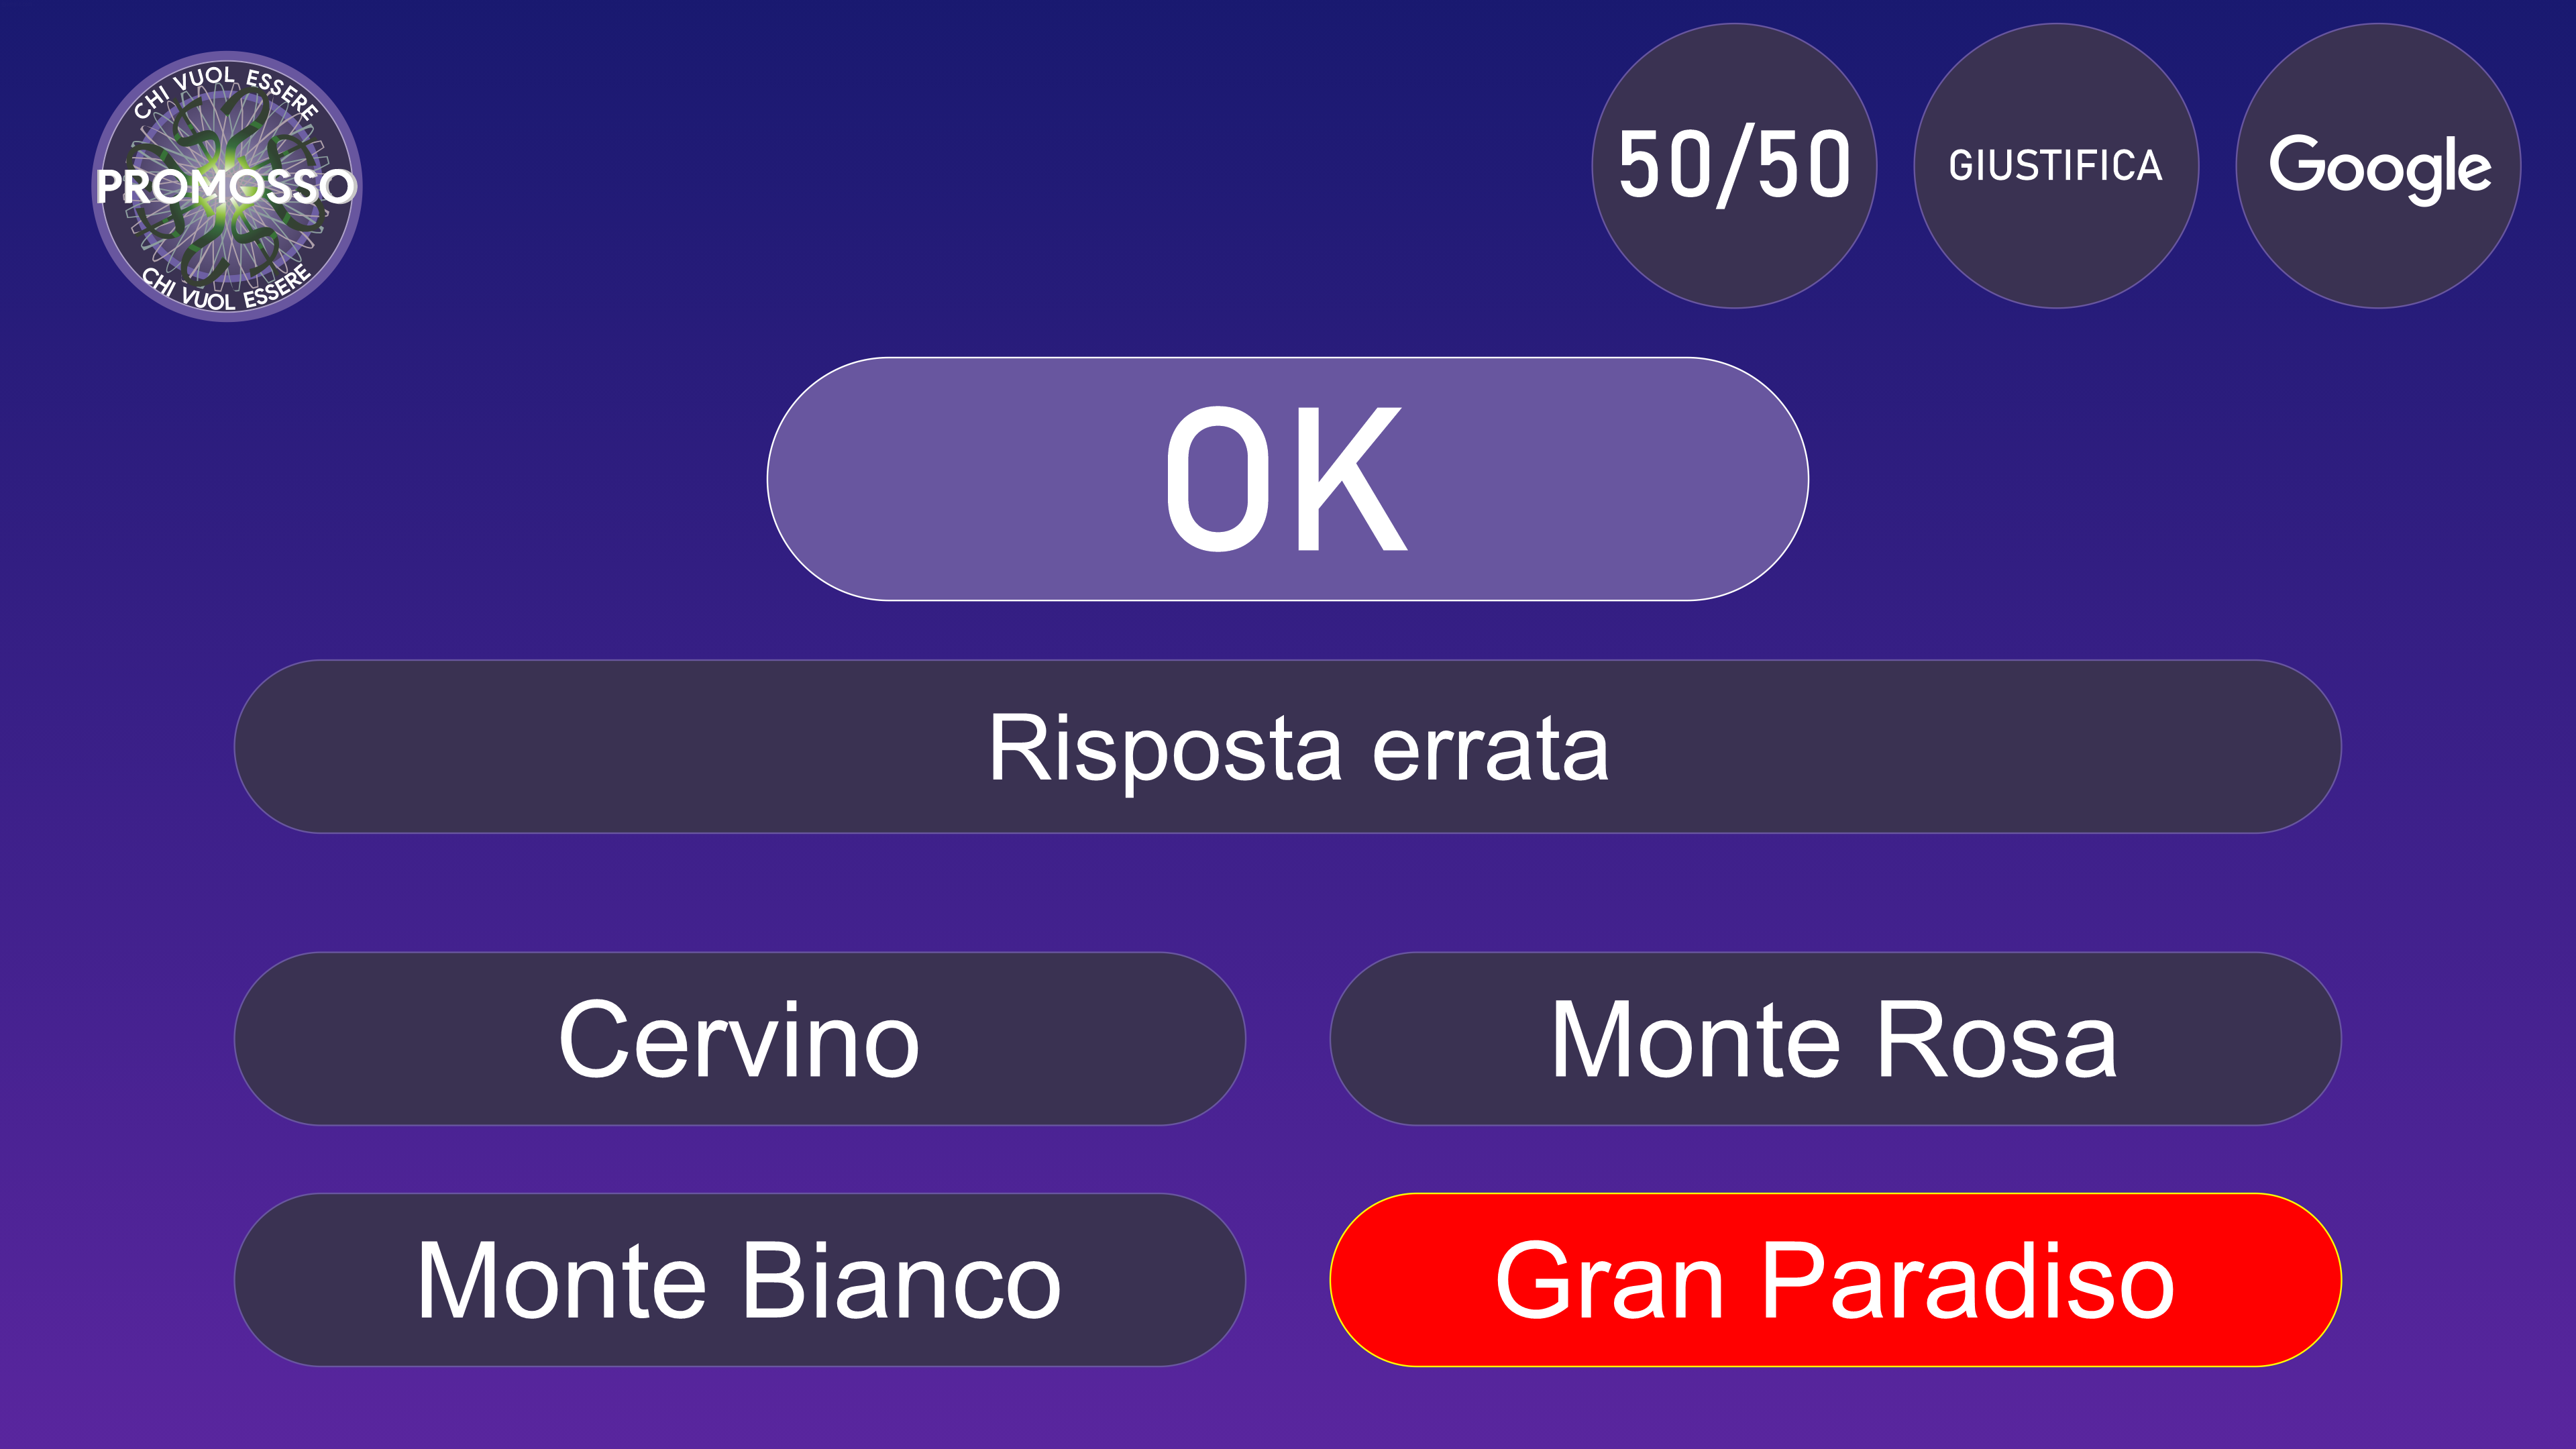 CHI VUOL ESSERE
PROMOSSO
CHI VUOL ESSERE
50/50
GIUSTIFICA
Google
OK
Risposta errata
Cervino
Monte Rosa
Monte Bianco
Gran Paradiso